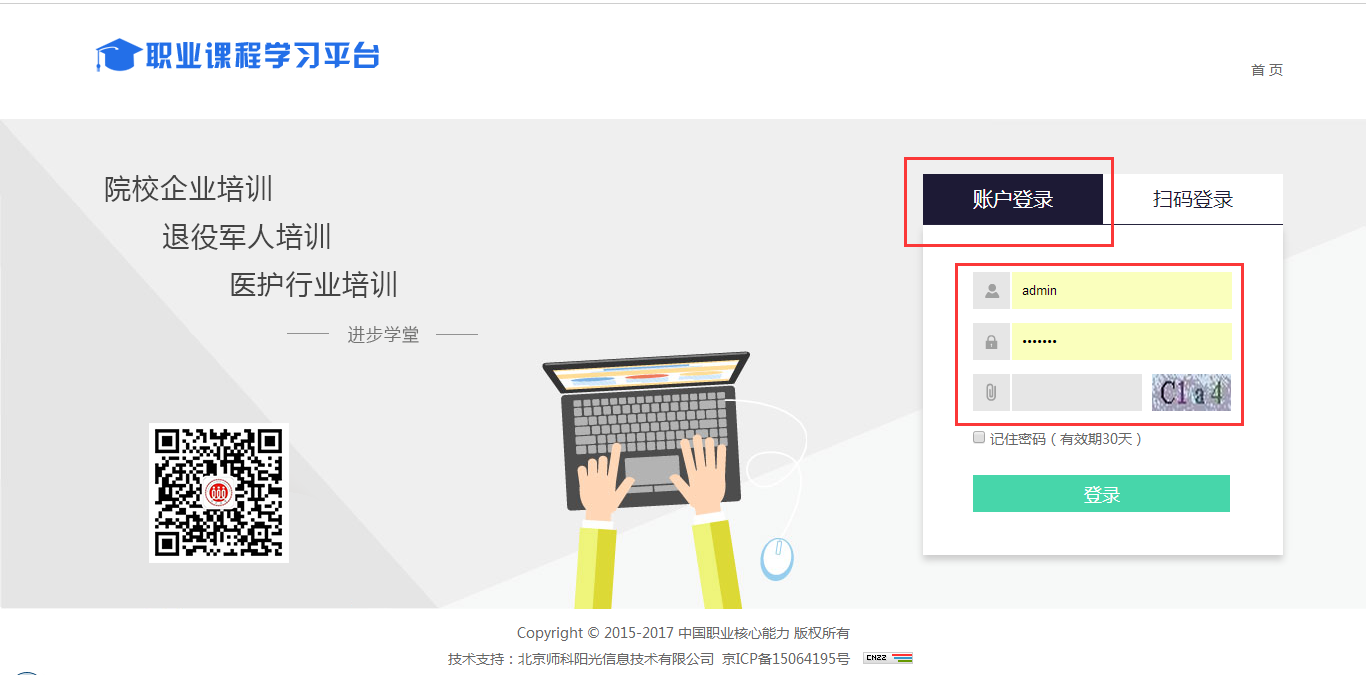 职业课程学习平台
首 页
院校企业培训
退役军人培训
医护行业培训
进步学堂
账户登录
扫码登录
admin
•••••••
C1a4
记住密码（有效期30天）
登录
Copyright © 2015-2017 中国职业核心能力 版权所有
技术支持：北京师科阳光信息技术有限公司 京ICP备15064195号 CNZZ